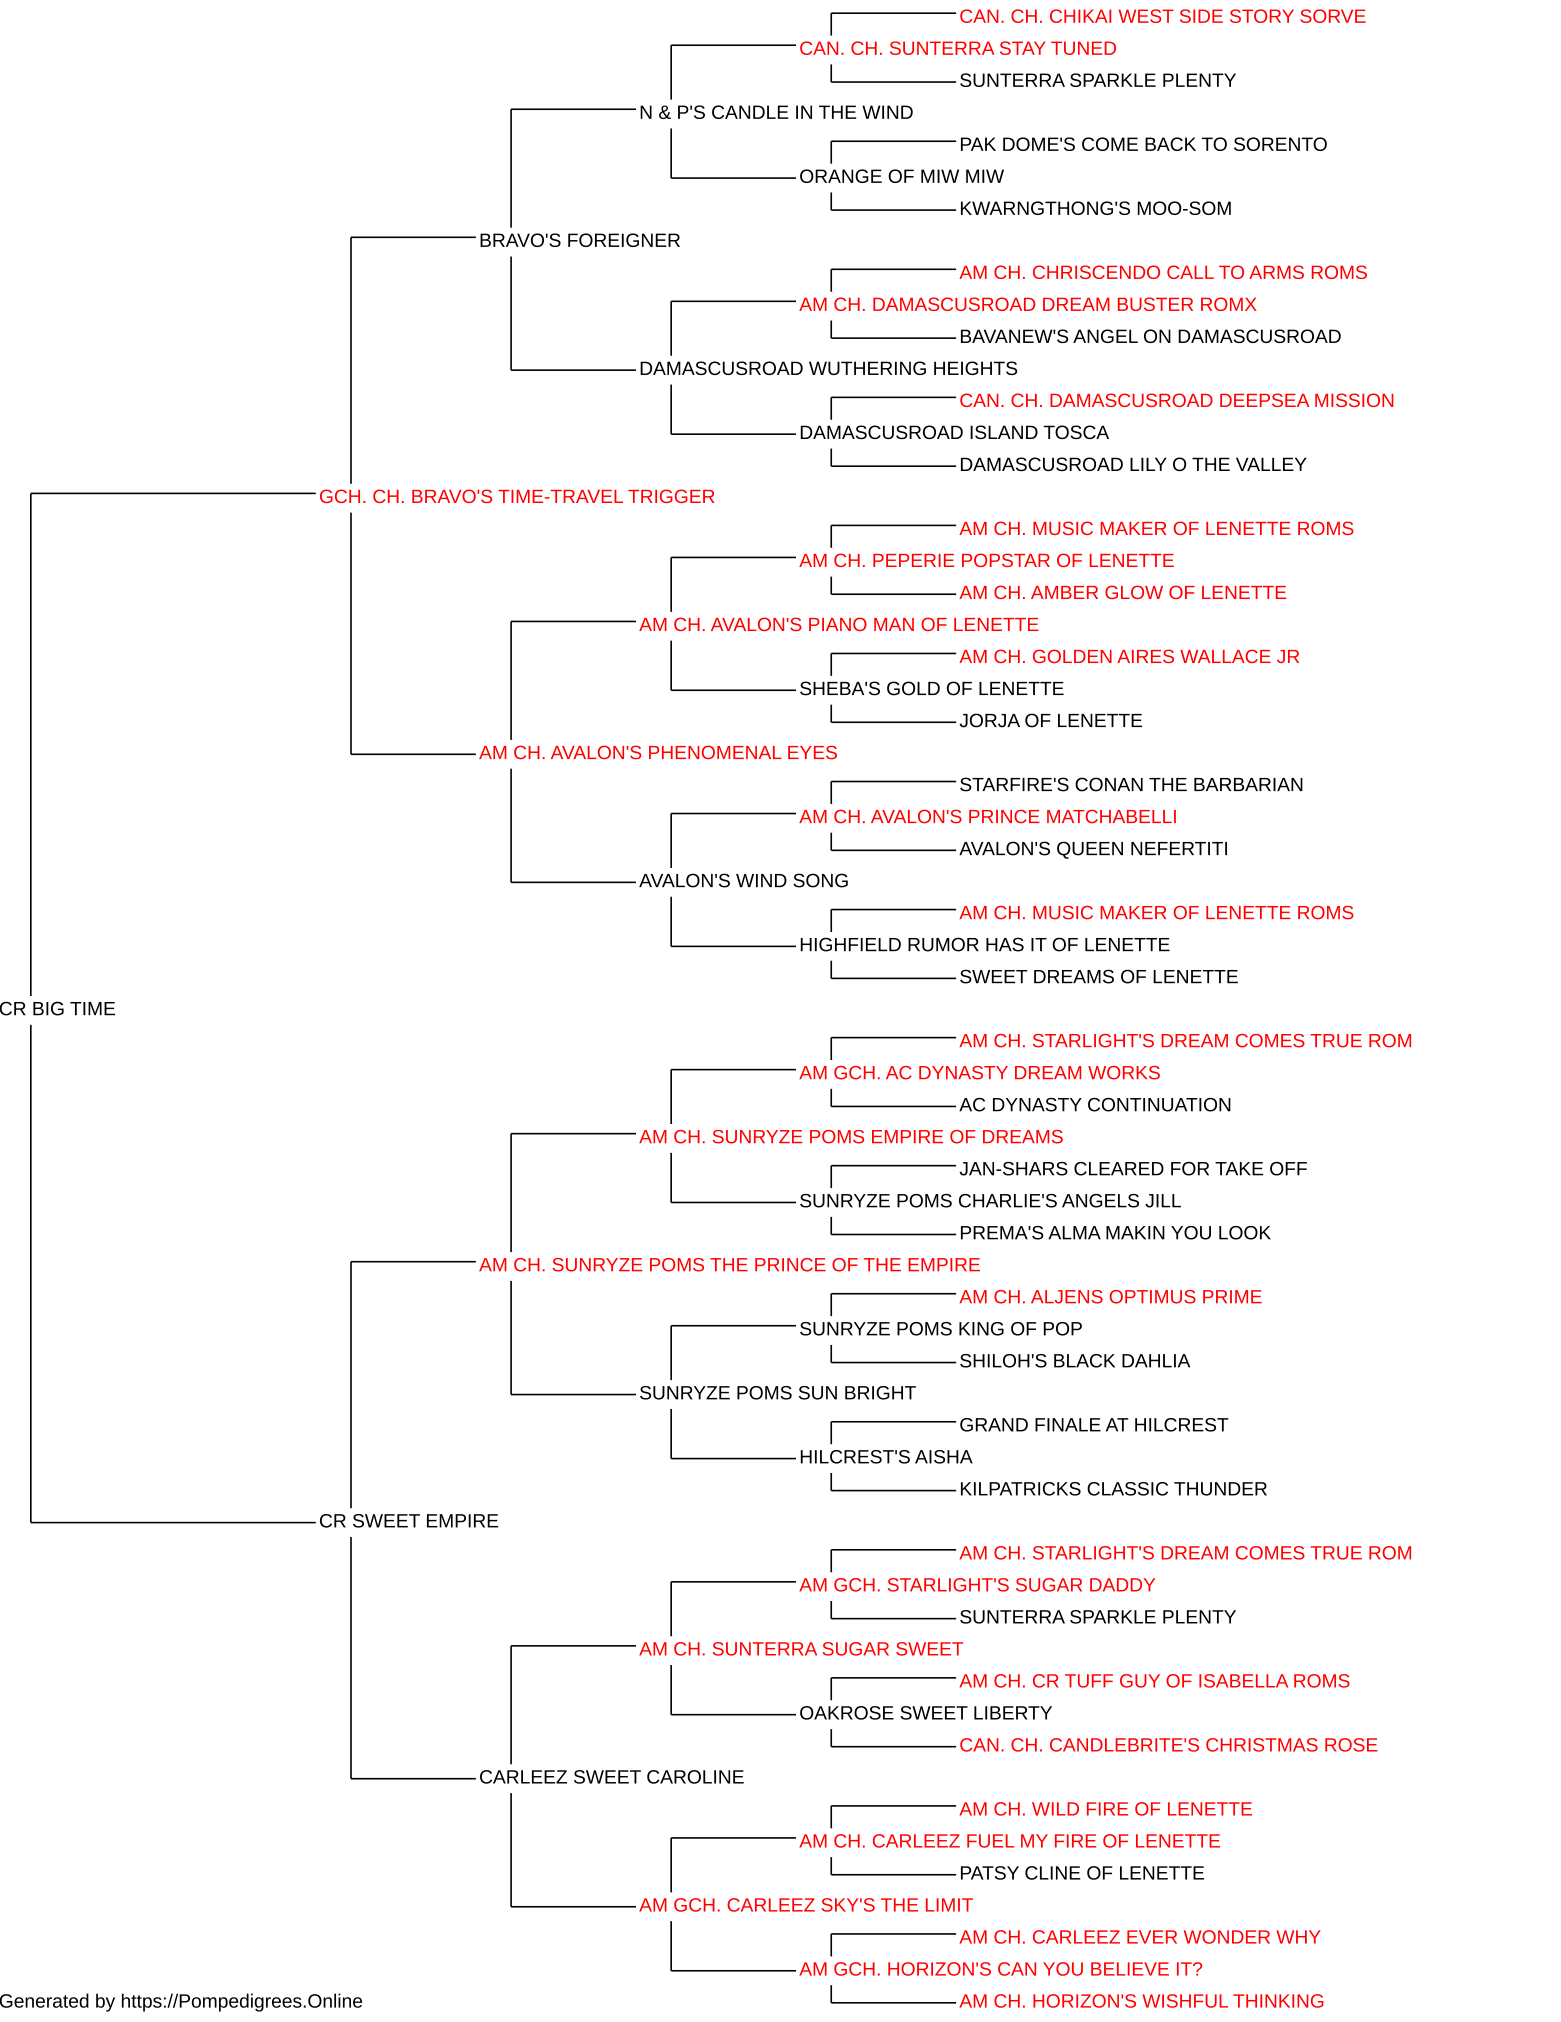 CAN. CH. CHIKAI WEST SIDE STORY SORVE
CAN. CH. SUNTERRA STAY TUNED
SUNTERRA SPARKLE PLENTY
N & P'S CANDLE IN THE WIND
PAK DOME'S COME BACK TO SORENTO
ORANGE OF MIW MIW
KWARNGTHONG'S MOO-SOM
BRAVO'S FOREIGNER
AM CH. CHRISCENDO CALL TO ARMS ROMS
AM CH. DAMASCUSROAD DREAM BUSTER ROMX
BAVANEW'S ANGEL ON DAMASCUSROAD
DAMASCUSROAD WUTHERING HEIGHTS
CAN. CH. DAMASCUSROAD DEEPSEA MISSION
DAMASCUSROAD ISLAND TOSCA
DAMASCUSROAD LILY O THE VALLEY
GCH. CH. BRAVO'S TIME-TRAVEL TRIGGER
AM CH. MUSIC MAKER OF LENETTE ROMS
AM CH. PEPERIE POPSTAR OF LENETTE
AM CH. AMBER GLOW OF LENETTE
AM CH. AVALON'S PIANO MAN OF LENETTE
AM CH. GOLDEN AIRES WALLACE JR
SHEBA'S GOLD OF LENETTE
JORJA OF LENETTE
AM CH. AVALON'S PHENOMENAL EYES
STARFIRE'S CONAN THE BARBARIAN
AM CH. AVALON'S PRINCE MATCHABELLI
AVALON'S QUEEN NEFERTITI
AVALON'S WIND SONG
AM CH. MUSIC MAKER OF LENETTE ROMS
HIGHFIELD RUMOR HAS IT OF LENETTE
SWEET DREAMS OF LENETTE
CR BIG TIME
AM CH. STARLIGHT'S DREAM COMES TRUE ROM
AM GCH. AC DYNASTY DREAM WORKS
AC DYNASTY CONTINUATION
AM CH. SUNRYZE POMS EMPIRE OF DREAMS
JAN-SHARS CLEARED FOR TAKE OFF
SUNRYZE POMS CHARLIE'S ANGELS JILL
PREMA'S ALMA MAKIN YOU LOOK
AM CH. SUNRYZE POMS THE PRINCE OF THE EMPIRE
AM CH. ALJENS OPTIMUS PRIME
SUNRYZE POMS KING OF POP
SHILOH'S BLACK DAHLIA
SUNRYZE POMS SUN BRIGHT
GRAND FINALE AT HILCREST
HILCREST'S AISHA
KILPATRICKS CLASSIC THUNDER
CR SWEET EMPIRE
AM CH. STARLIGHT'S DREAM COMES TRUE ROM
AM GCH. STARLIGHT'S SUGAR DADDY
SUNTERRA SPARKLE PLENTY
AM CH. SUNTERRA SUGAR SWEET
AM CH. CR TUFF GUY OF ISABELLA ROMS
OAKROSE SWEET LIBERTY
CAN. CH. CANDLEBRITE'S CHRISTMAS ROSE
CARLEEZ SWEET CAROLINE
AM CH. WILD FIRE OF LENETTE
AM CH. CARLEEZ FUEL MY FIRE OF LENETTE
PATSY CLINE OF LENETTE
AM GCH. CARLEEZ SKY'S THE LIMIT
AM CH. CARLEEZ EVER WONDER WHY
AM GCH. HORIZON'S CAN YOU BELIEVE IT?
AM CH. HORIZON'S WISHFUL THINKING
Generated by https://Pompedigrees.Online